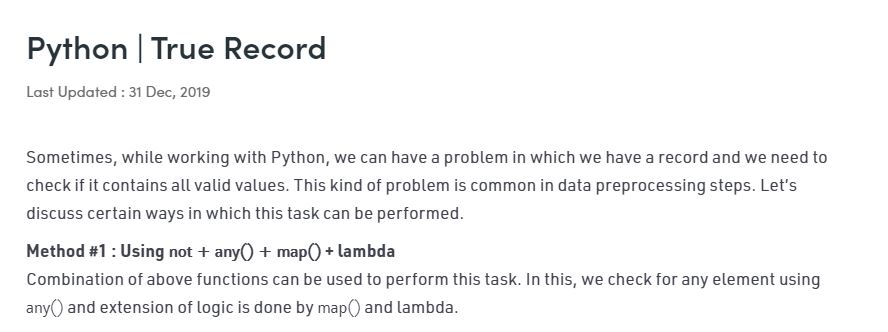 Python | True Record
Last Updated : 31 Dec, 2019
Sometimes, while working with Python, we can have a problem in which we have a record and we need to
check if it contains all valid values. This kind of problem is common in data preprocessing steps. Let's
discuss certain ways in which this task can be performed.
Method #1 : Using not + any() + map() + lambda
Combination of above functions can be used to perform this task. In this, we check for any element using
any() and extension of logic is done by map() and lambda.